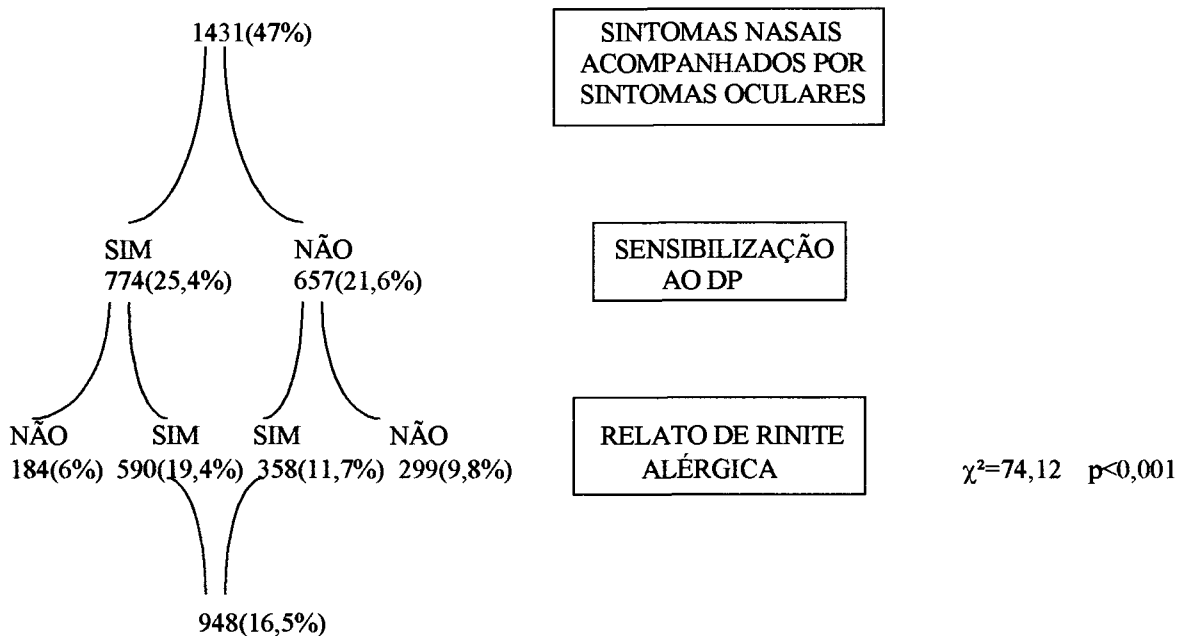 1431(47%)
SINTOMAS NASAIS
ACOMPANHADOS POR
SINTOMAS OCULARES
SIM NÃO
774(25,4%) 657(21,6%)
SENSIBILIZAÇÃO
AO DP
NÃO SIM SIM NÃO
184(6%) 590(19,4%) 358(11,7%) 299(9,8%)
RELATO DE RINITE
ALÉRGICA
χ²=74,12 p<0,001
948(16,5%)